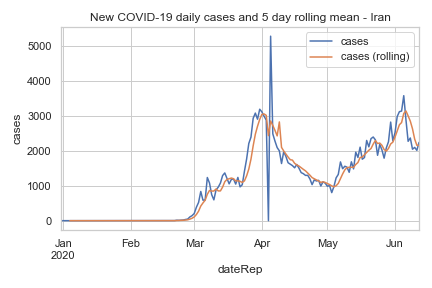 New COVID-19 daily cases and 5 day rolling mean - Iran
cases
cases (rolling)
5000
4000
3000
2000
1000
0
cases
Jan Feb Mar Apr May Jun
2020
dateRep